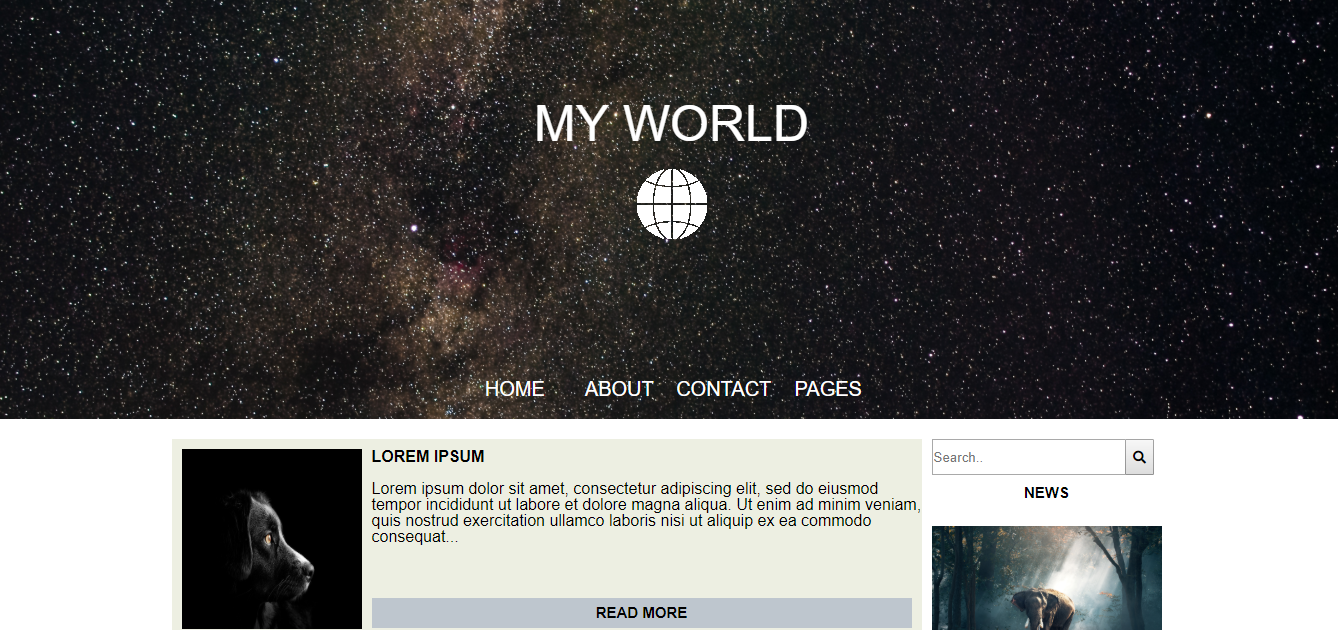 MY WORLD
HOME ABOUT CONTACT PAGES
LOREM IPSUM
Lorem ipsum dolor sit amet, consectetur adipiscing elit, sed do eiusmod
tempor incididunt ut labore et dolore magna aliqua. Ut enim ad minim veniam,
quis nostrud exercitation ullamco laboris nisi ut aliquip ex ea commodo
consequat...
READ MORE
Search..
NEWS